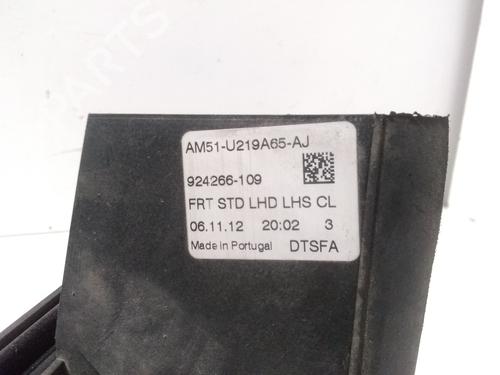 AM51-U219A65-AJ
924266-109
FRT STD LHD LHS CL
06.11.12 20:02 3
Made in Portugal DTSFA